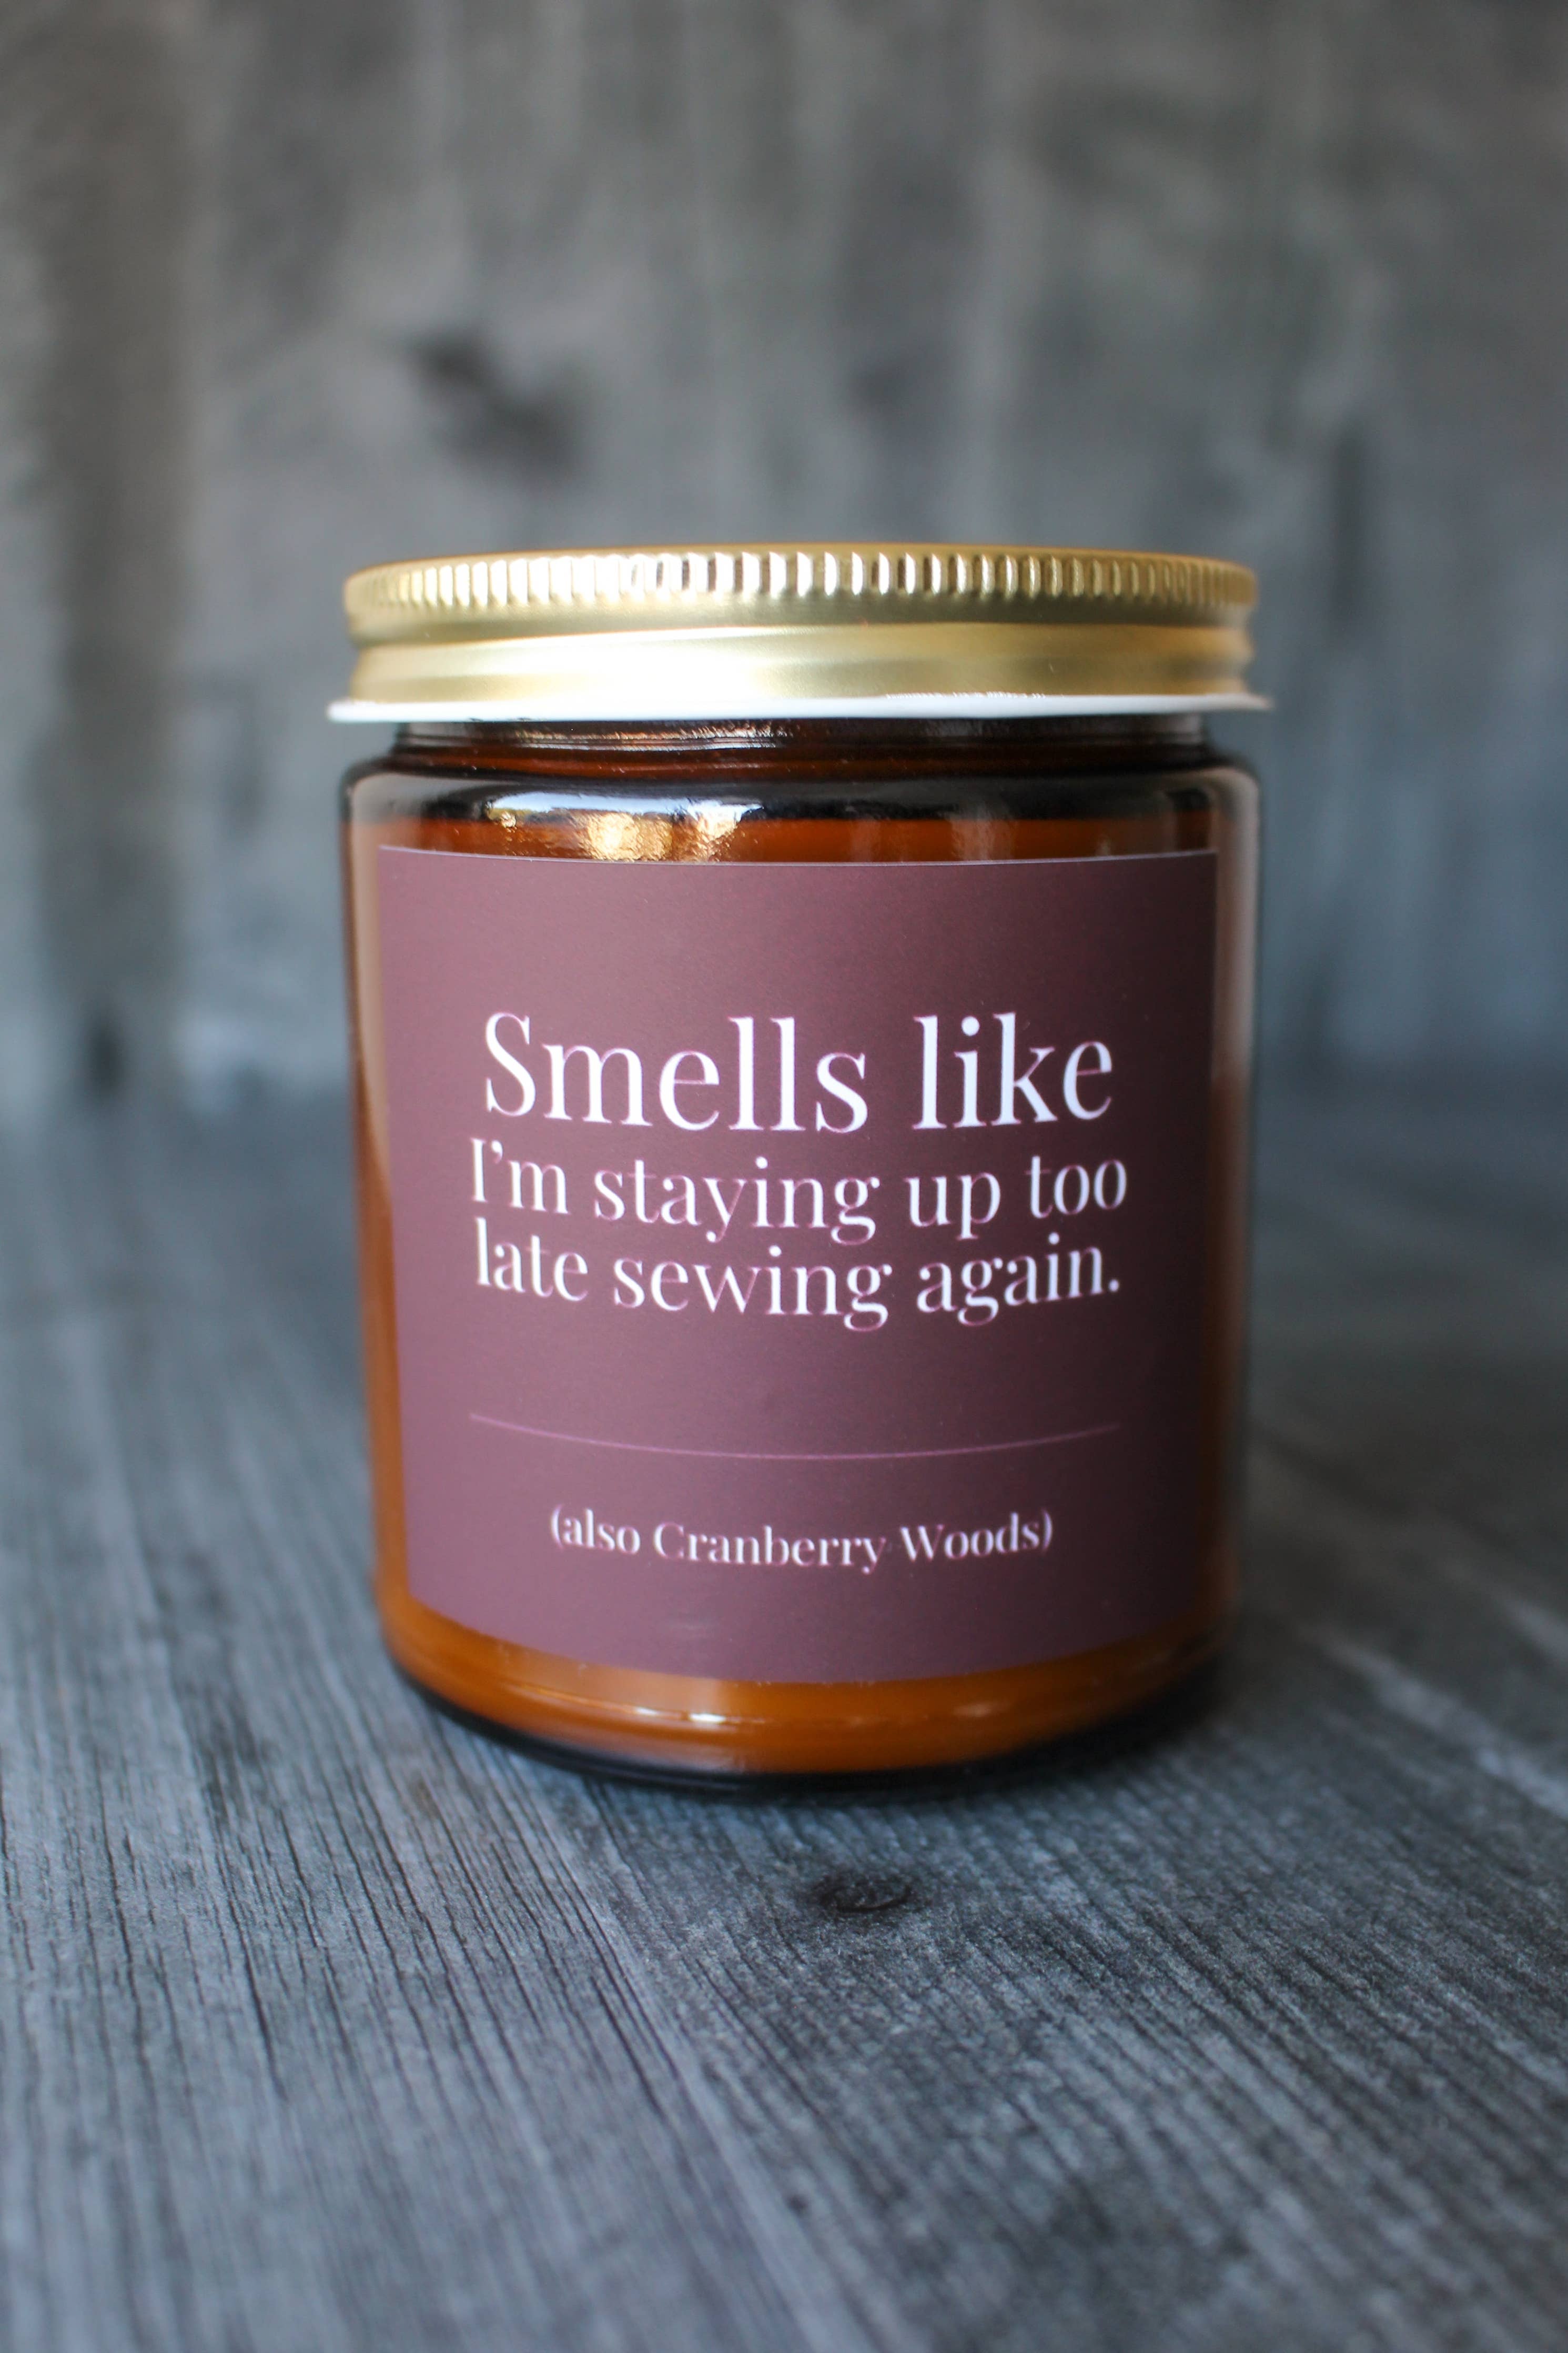 Smells like
I’m staying up too
late sewing again.
(also Cranberry Woods)